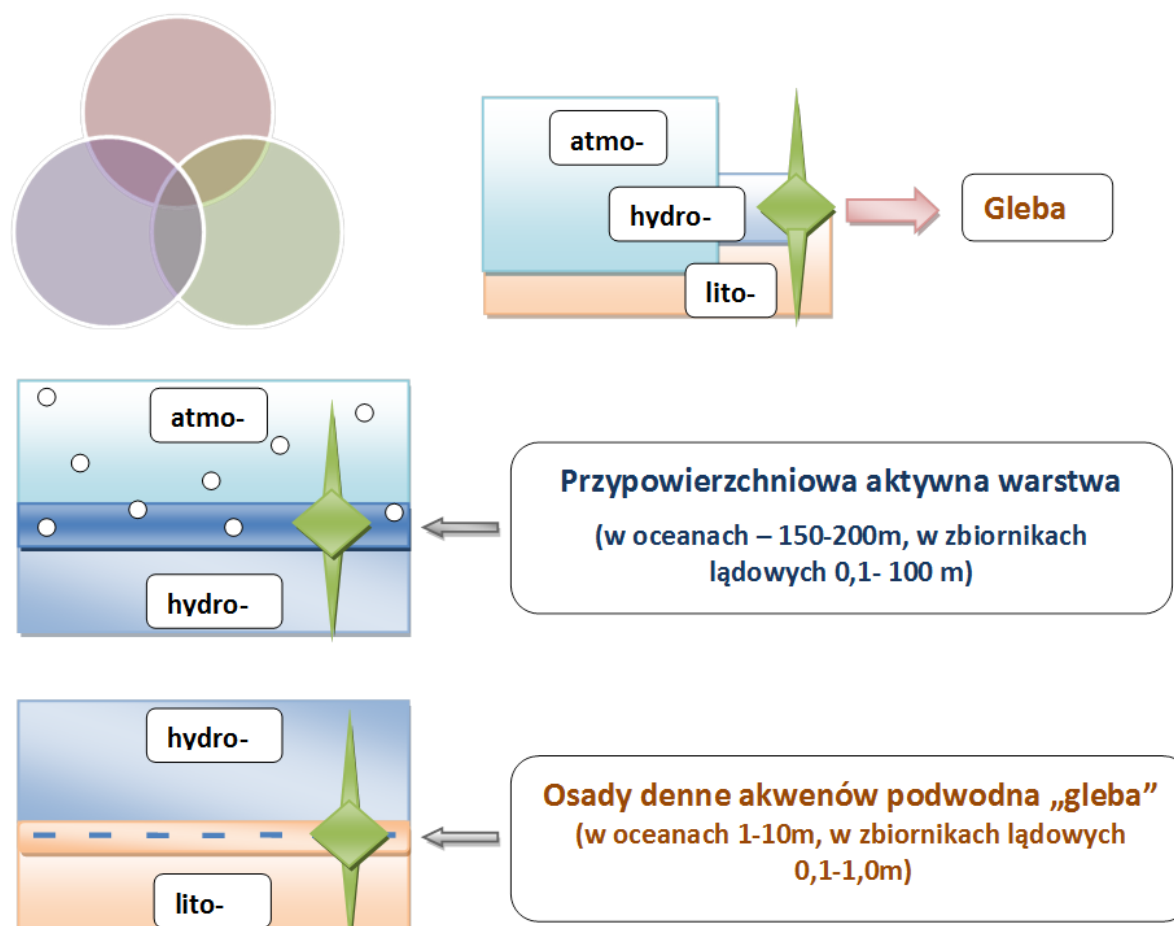 atmo-
hydro-
lito-
Gleba
atmo-
hydro-
Przypowierzchniowa aktywna warstwa
(w oceanach – 150-200m, w zbiornikach
lądowych 0,1- 100 m)
hydro-
lito-
Osady denne akwenów podwodna „gleba”
(w oceanach 1-10m, w zbiornikach lądowych
0,1-1,0m)